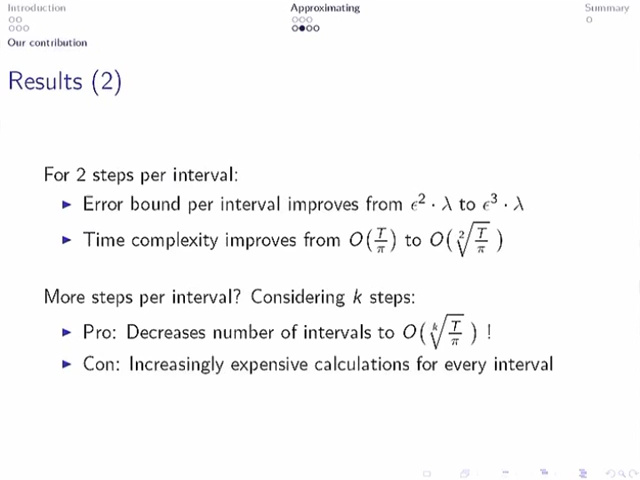 Introduction
Approximating
Summary
Our contribution
Results (2)
For 2 steps per interval:
Error bound per interval improves from ϵ² · λ to ϵ³ · λ
Time complexity improves from O(T/π) to O(²√(T/π))
More steps per interval? Considering k steps:
Pro: Decreases number of intervals to O(ᵏ√(T/π)) !
Con: Increasingly expensive calculations for every interval